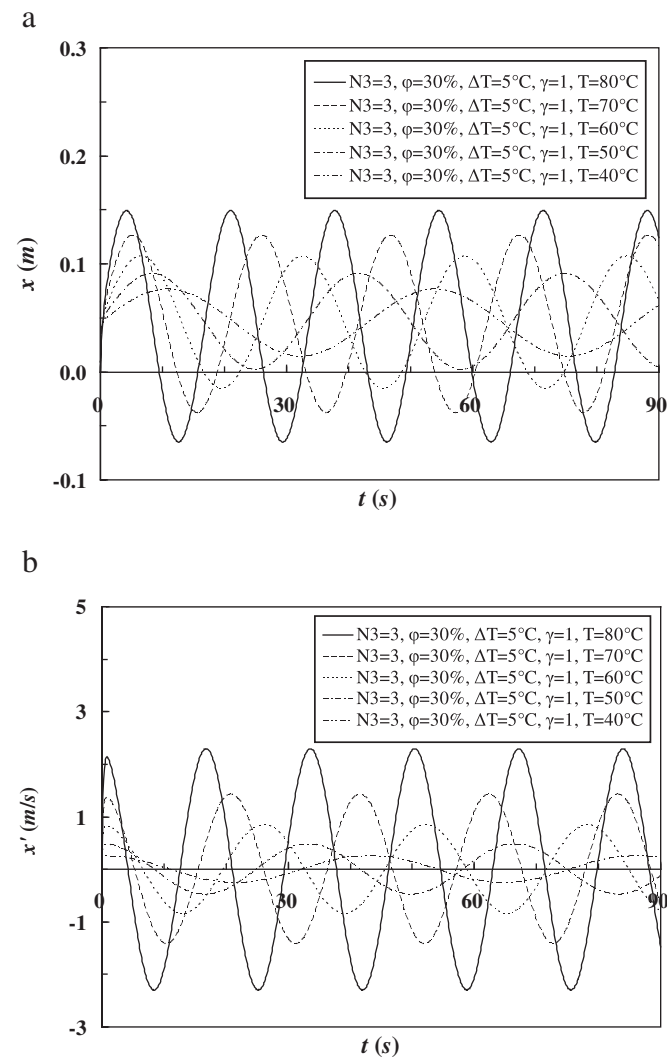 a
0.3
N3=3, φ=30%, ΔT=5°C, γ=1, T=80°C
N3=3, φ=30%, ΔT=5°C, γ=1, T=70°C
N3=3, φ=30%, ΔT=5°C, γ=1, T=60°C
N3=3, φ=30%, ΔT=5°C, γ=1, T=50°C
N3=3, φ=30%, ΔT=5°C, γ=1, T=40°C
0.2
x (m)
0.1
0.0
0 30 60 90
-0.1
t (s)
b
5
N3=3, φ=30%, ΔT=5°C, γ=1, T=80°C
N3=3, φ=30%, ΔT=5°C, γ=1, T=70°C
N3=3, φ=30%, ΔT=5°C, γ=1, T=60°C
N3=3, φ=30%, ΔT=5°C, γ=1, T=50°C
N3=3, φ=30%, ΔT=5°C, γ=1, T=40°C
3
x' (m/s)
1
0 30 60 90
-1
-3
t (s)